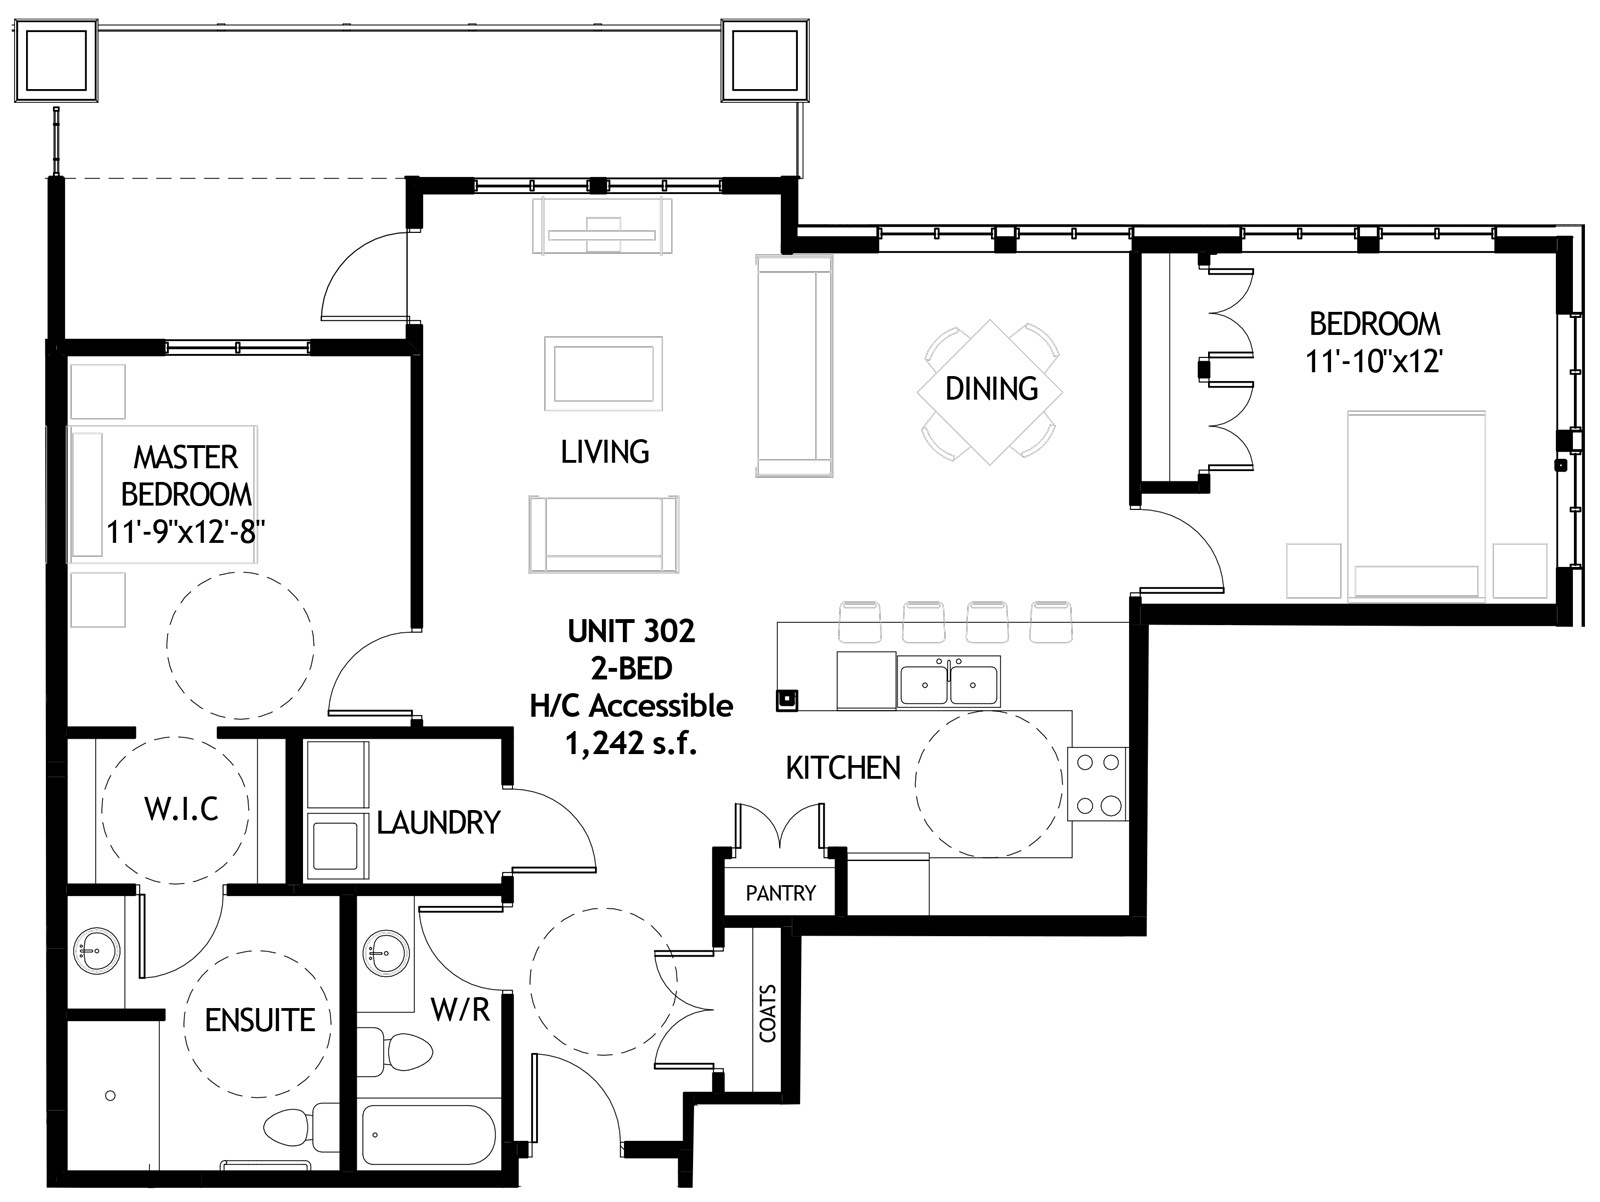 BEDROOM
11'-10"x12'
DINING
LIVING
MASTER
BEDROOM
11'-9"x12'-8"
UNIT 302
2-BED
H/C Accessible
1,242 s.f.
KITCHEN
W.I.C
LAUNDRY
PANTRY
ENSUITE
W/R
COATS